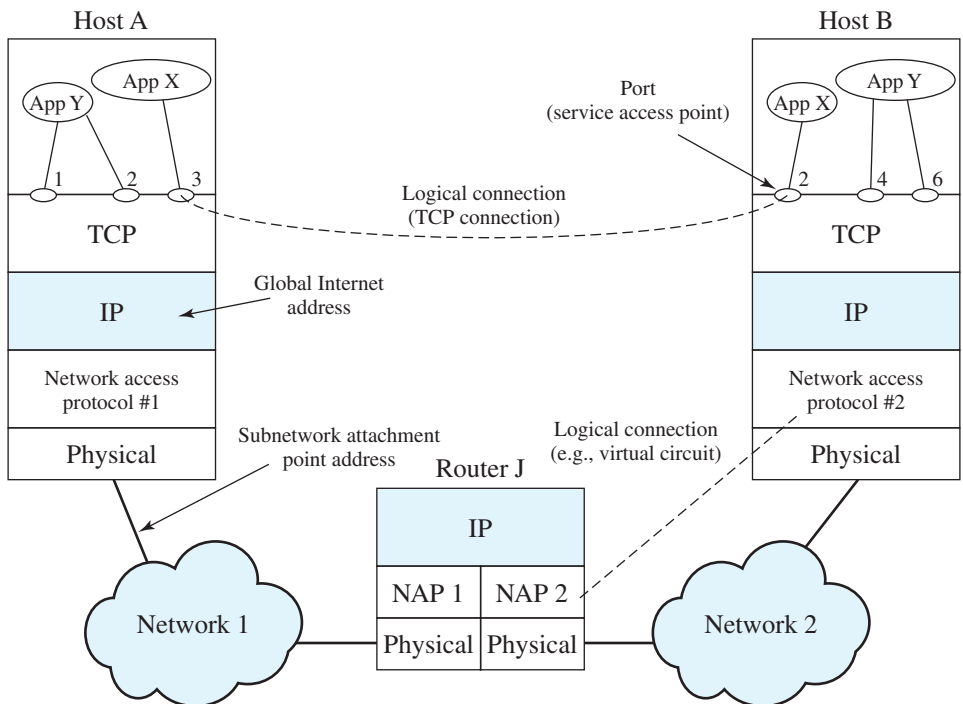 Host A
Host B
App X
App Y
Port
(service access point)
App X
App Y
1
2
3
2
4
6
Logical connection
(TCP connection)
TCP
TCP
Global Internet
address
IP
IP
Network access
protocol #1
Network access
protocol #2
Subnetwork attachment
point address
Logical connection
(e.g., virtual circuit)
Physical
Physical
Router J
IP
NAP 1
NAP 2
Network 1
Physical
Physical
Network 2